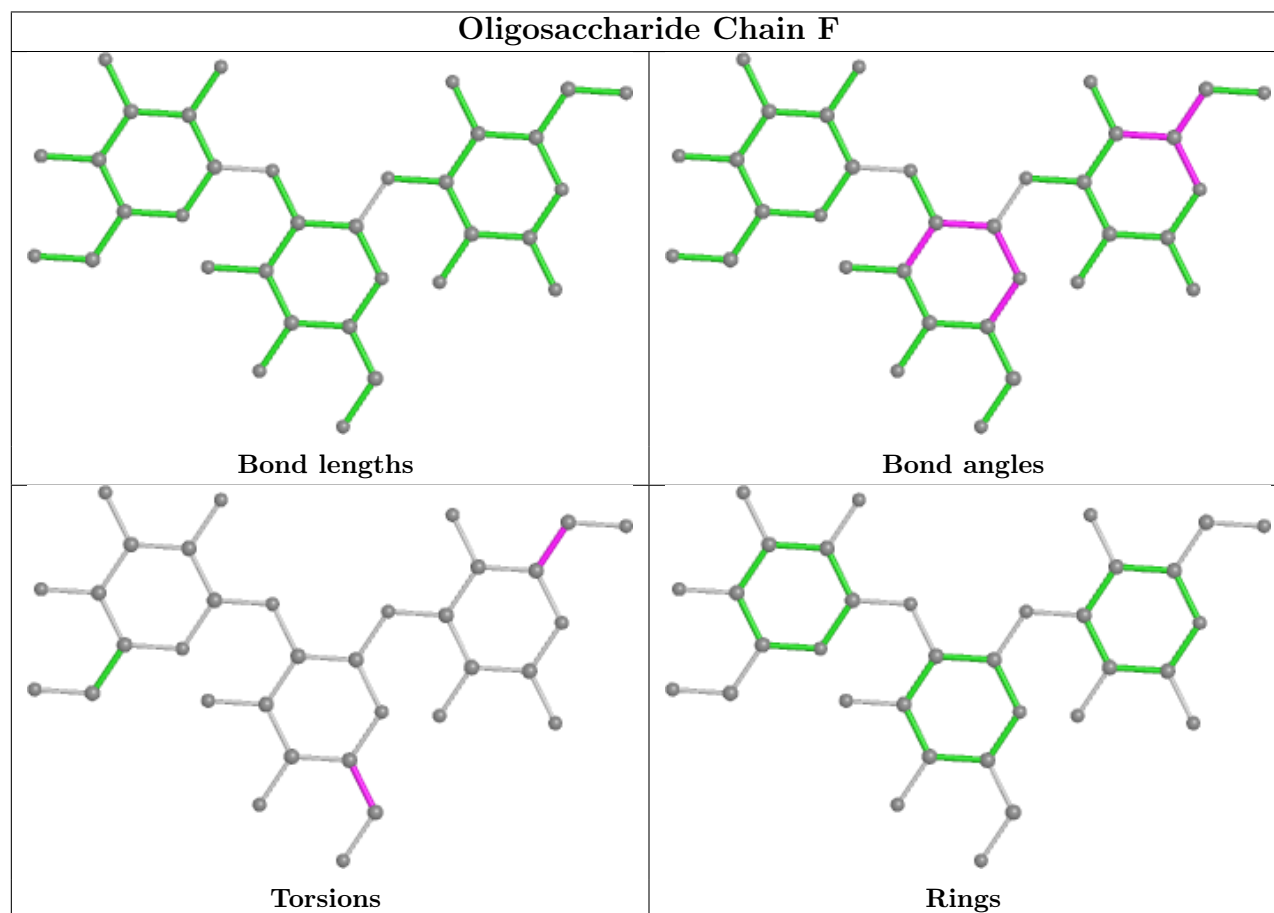 Oligosaccharide Chain F
Bond lengths
Bond angles
Torsions
Rings